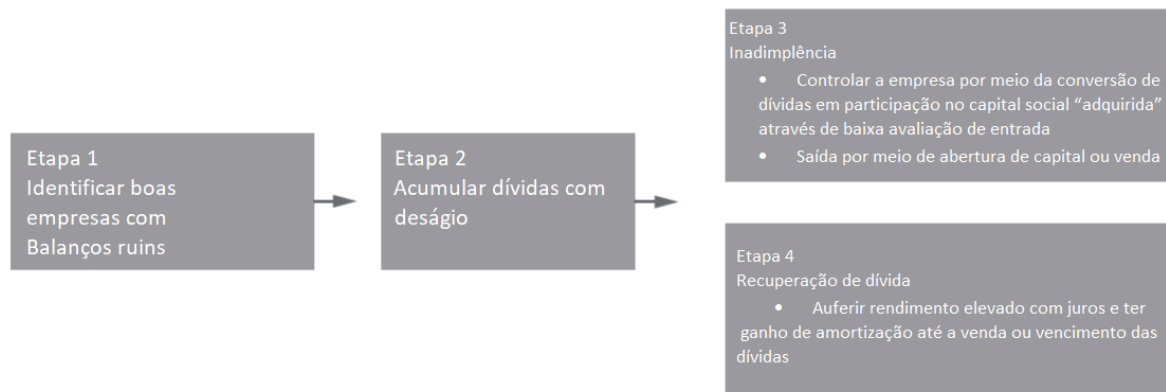 Etapa 1
Identificar boas
empresas com
Balanços ruins
Etapa 2
Acumular dívidas com
deságio
Etapa 3
Inadimplência
• Controlar a empresa por meio da conversão de
dívidas em participação no capital social “adquirida”
através de baixa avaliação de entrada
• Saída por meio de abertura de capital ou venda
Etapa 4
Recuperação de dívida
• Auferir rendimento elevado com juros e ter
ganho de amortização até a venda ou vencimento das
dívidas